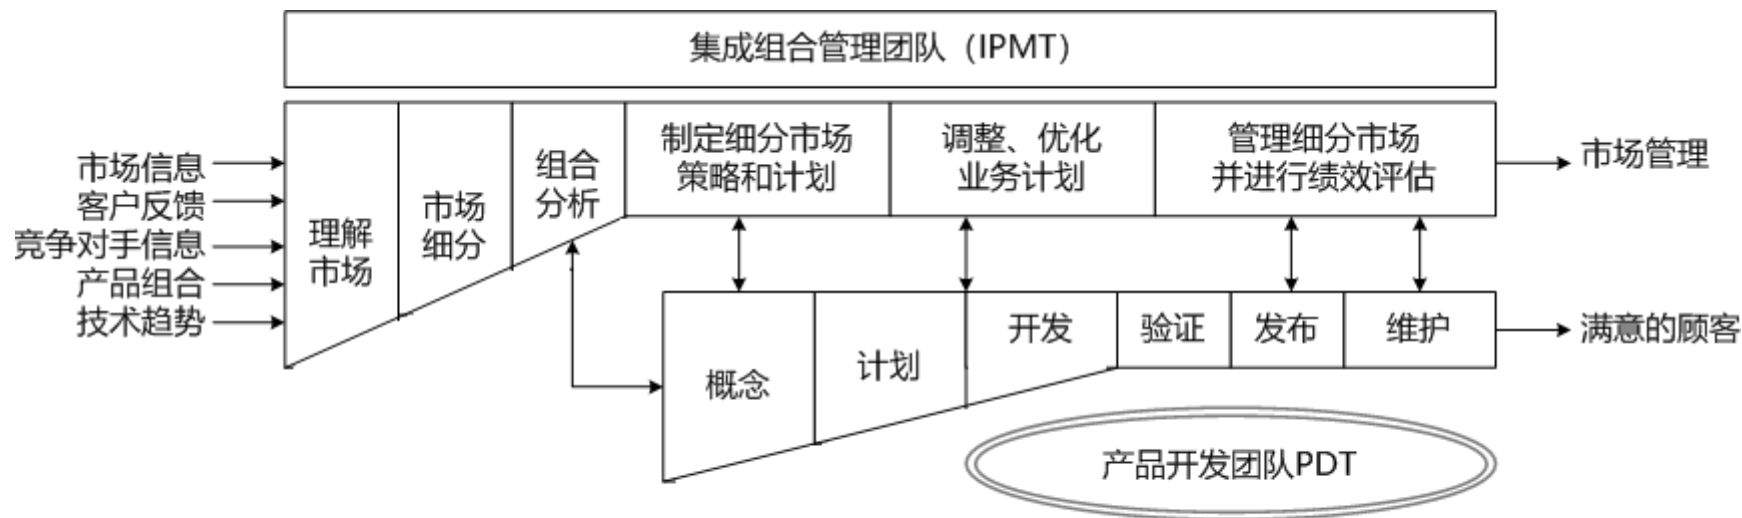 集成组合管理团队（IPMT）
市场信息
客户反馈
竞争对手信息
产品组合
技术趋势
理解
市场
市场
细分
组合
分析
制定细分市场
策略和计划
调整、优化
业务计划
管理细分市场
并进行绩效评估
市场管理
概念
计划
开发
验证
发布
维护
满意的顾客
产品开发团队PDT